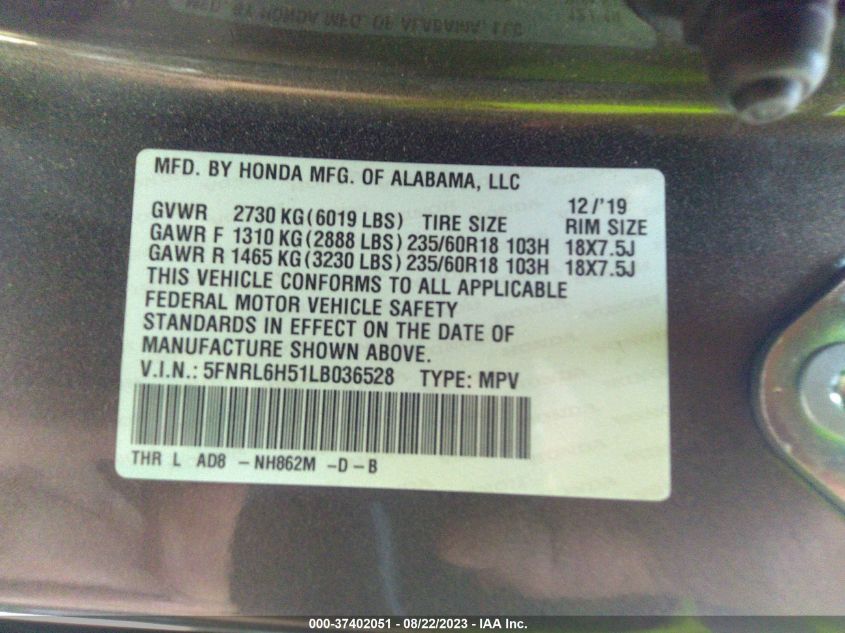 MFD. BY HONDA MFG. OF ALABAMA, LLC
12/'19
GVWR 2730 KG(6019 LBS) TIRE SIZE RIM SIZE
GAWR F 1310 KG(2888 LBS) 235/60R18 103H 18X7.5J
GAWR R 1465 KG(3230 LBS) 235/60R18 103H 18X7.5J
THIS VEHICLE CONFORMS TO ALL APPLICABLE
FEDERAL MOTOR VEHICLE SAFETY
STANDARDS IN EFFECT ON THE DATE OF
MANUFACTURE SHOWN ABOVE.
V.I.N.: 5FNRL6H51LB036528 TYPE: MPV
THR L AD8 -NH862M -D-B
000-37402051 - 08/22/2023 - IAA Inc.